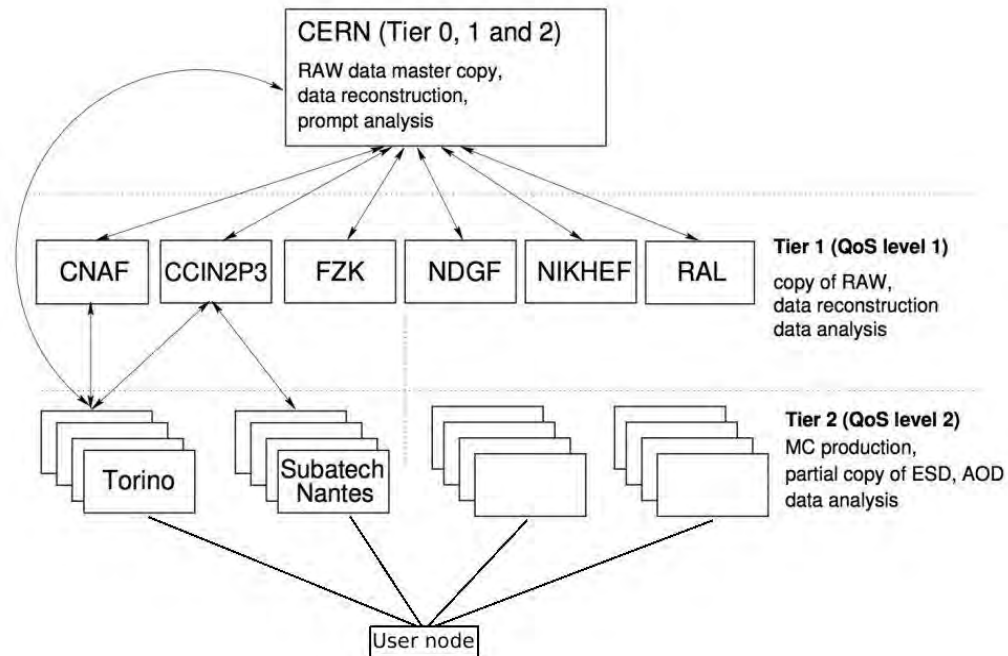 CERN (Tier 0, 1 and 2)
RAW data master copy,
data reconstruction,
prompt analysis
CNAF
CCIN2P3
FZK
NDGF
NIKHEF
RAL
Tier 1 (QoS level 1)
copy of RAW,
data reconstruction
data analysis
Torino
Subatech
Nantes
Tier 2 (QoS level 2)
MC production,
partial copy of ESD, AOD
data analysis
User node